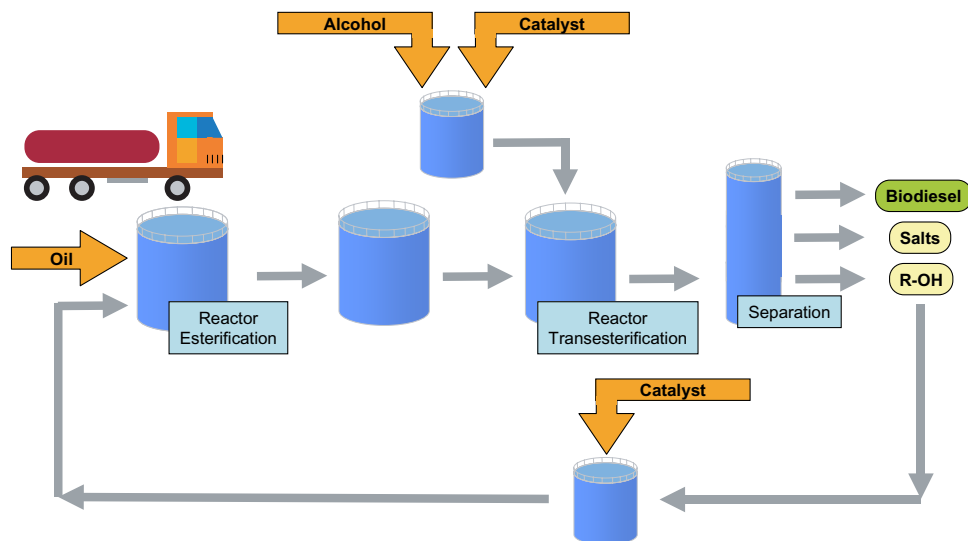 Alcohol
Catalyst
Oil
Biodiesel
Salts
R-OH
Reactor
Esterification
Reactor
Transesterification
Separation
Catalyst